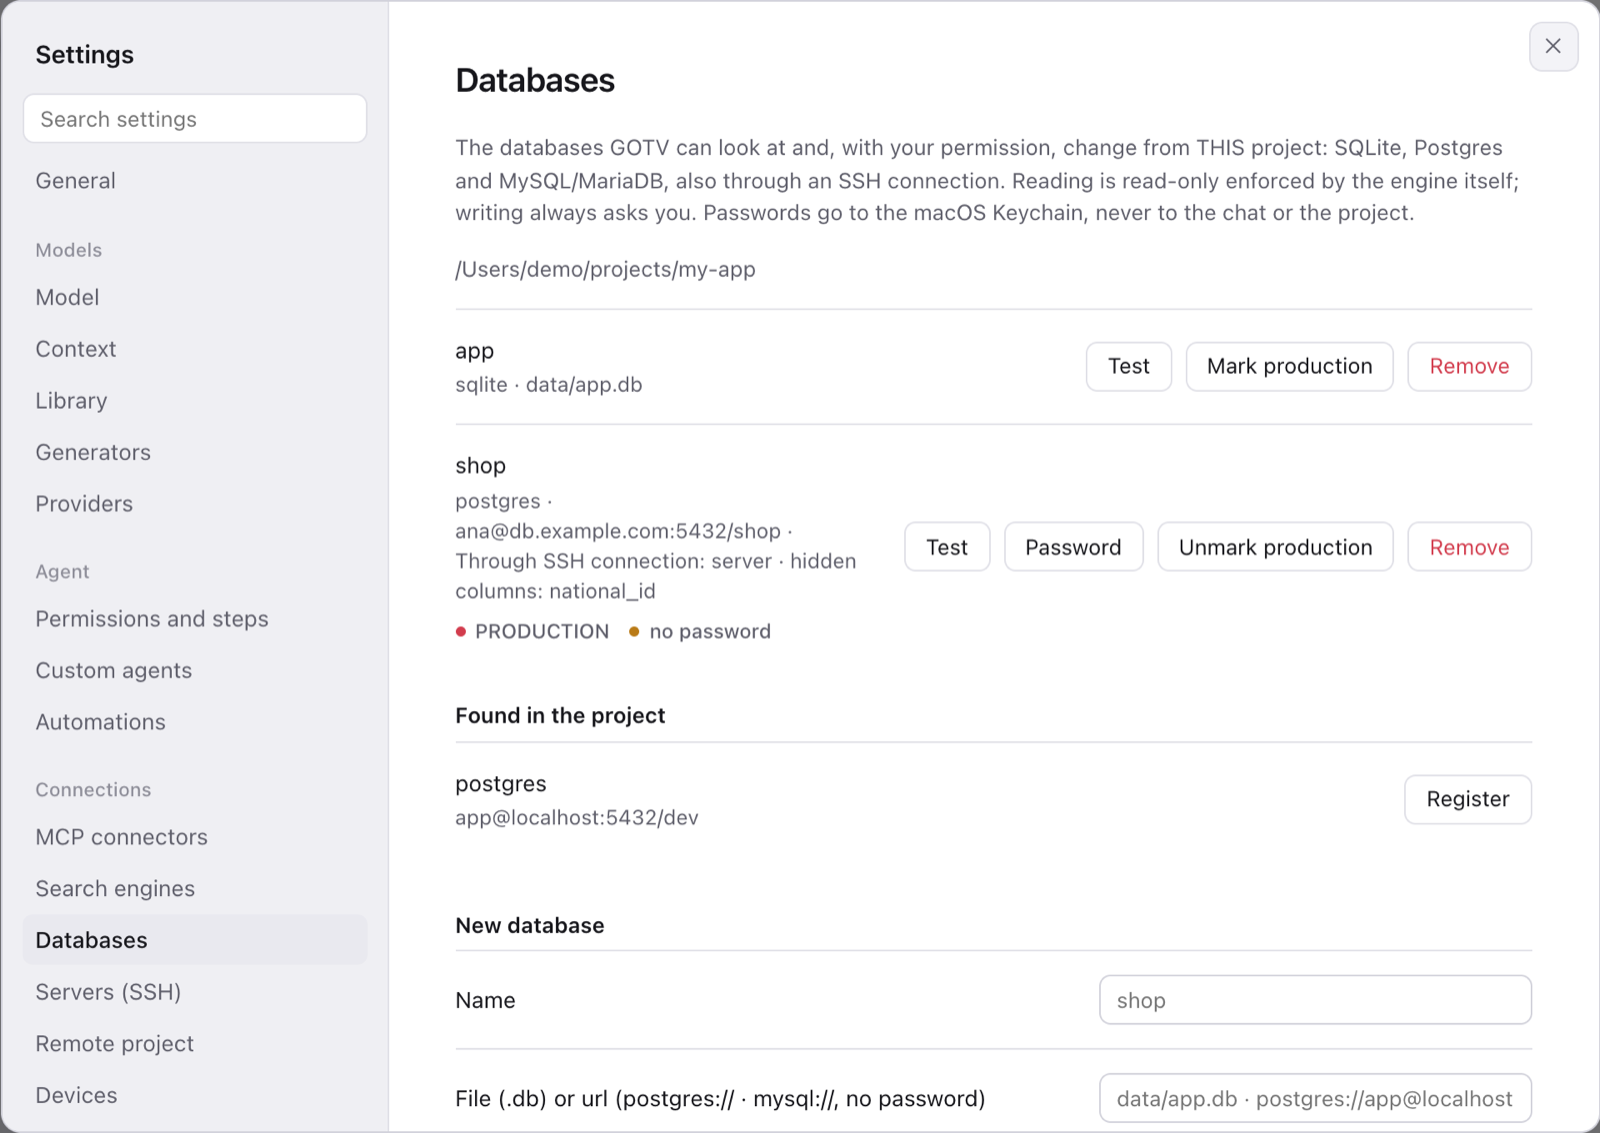 Settings
Search settings
General
Models
Model
Context
Library
Generators
Providers
Agent
Permissions and steps
Custom agents
Automations
Connections
MCP connectors
Search engines
Databases
Servers (SSH)
Remote project
Devices
Databases
The databases GOTV can look at and, with your permission, change from THIS project: SQLite, Postgres
and MySQL/MariaDB, also through an SSH connection. Reading is read-only enforced by the engine itself;
writing always asks you. Passwords go to the macOS Keychain, never to the chat or the project.
/Users/demo/projects/my-app
app
sqlite · data/app.db
Test
Mark production
Remove
shop
postgres ·
ana@db.example.com:5432/shop ·
Through SSH connection: server · hidden
columns: national_id
PRODUCTION
no password
Test
Password
Unmark production
Remove
Found in the project
postgres
app@localhost:5432/dev
Register
New database
Name
shop
File (.db) or url (postgres:// · mysql://, no password)
data/app.db · postgres://app@localhost